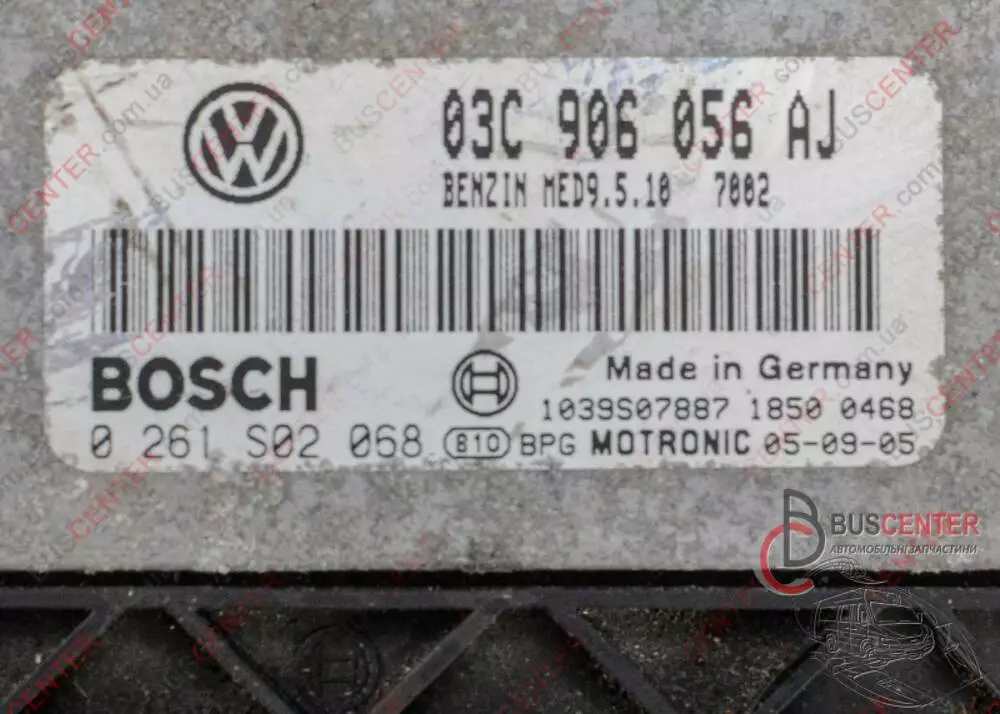 03C 906 056 AJ
BENZIN MED9.5.10 7002
BOSCH
Made in Germany
1039S07887 1850 0468
0 261 S02 068 B10 BPG MOTRONIC 05-09-05
BUSCENTER
АВТОМОБІЛЬНІ ЗАПЧАСТИНИ